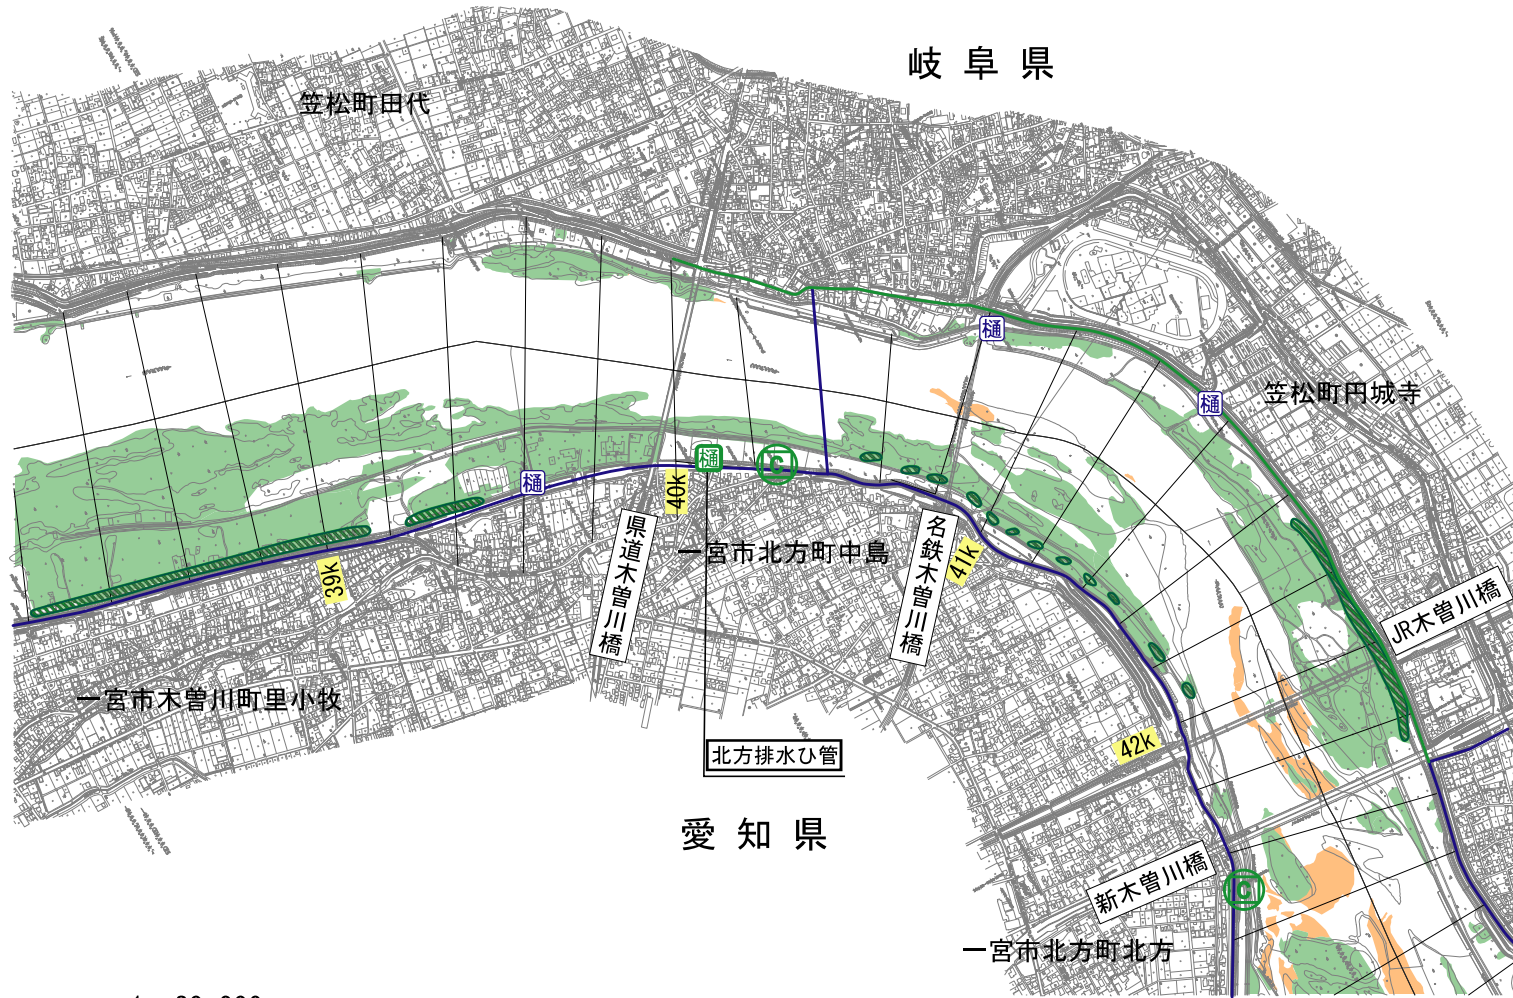 岐阜県
笠松町田代
樋
笠松町円城寺
樋
樋
樋
C
40k
39k
県道木曽川橋
一宮市北方町中島
名鉄木曽川橋
41k
JR木曽川橋
一宮市木曽川町里小牧
42k
北方排水ひ管
愛知県
新木曽川橋
C
一宮市北方町北方